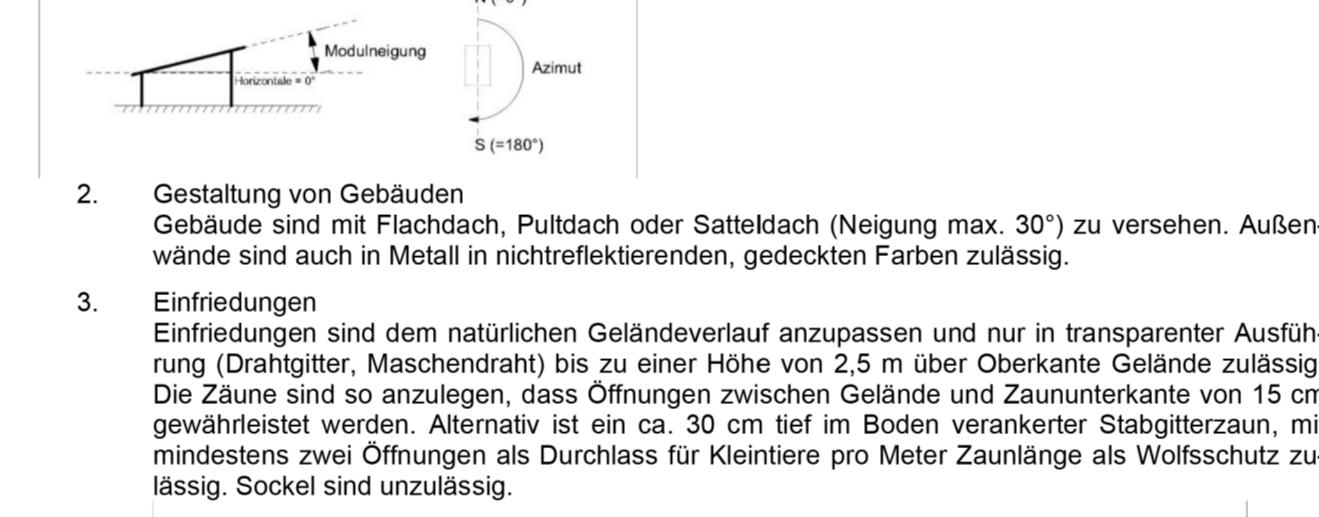 Modulneigung
Horizontale = 0°
Azimut
S (=180°)
2. Gestaltung von Gebäuden
Gebäude sind mit Flachdach, Pultdach oder Satteldach (Neigung max. 30°) zu versehen. Außen-
wände sind auch in Metall in nichtreflektierenden, gedeckten Farben zulässig.
3. Einfriedungen
Einfriedungen sind dem natürlichen Geländeverlauf anzupassen und nur in transparenter Ausfüh-
rung (Drahtgitter, Maschendraht) bis zu einer Höhe von 2,5 m über Oberkante Gelände zulässig
Die Zäune sind so anzulegen, dass Öffnungen zwischen Gelände und Zaununterkante von 15 cm
gewährleistet werden. Alternativ ist ein ca. 30 cm tief im Boden verankerter Stabgitterzaun, mi
mindestens zwei Öffnungen als Durchlass für Kleintiere pro Meter Zaunlänge als Wolfsschutz zu-
lässig. Sockel sind unzulässig.